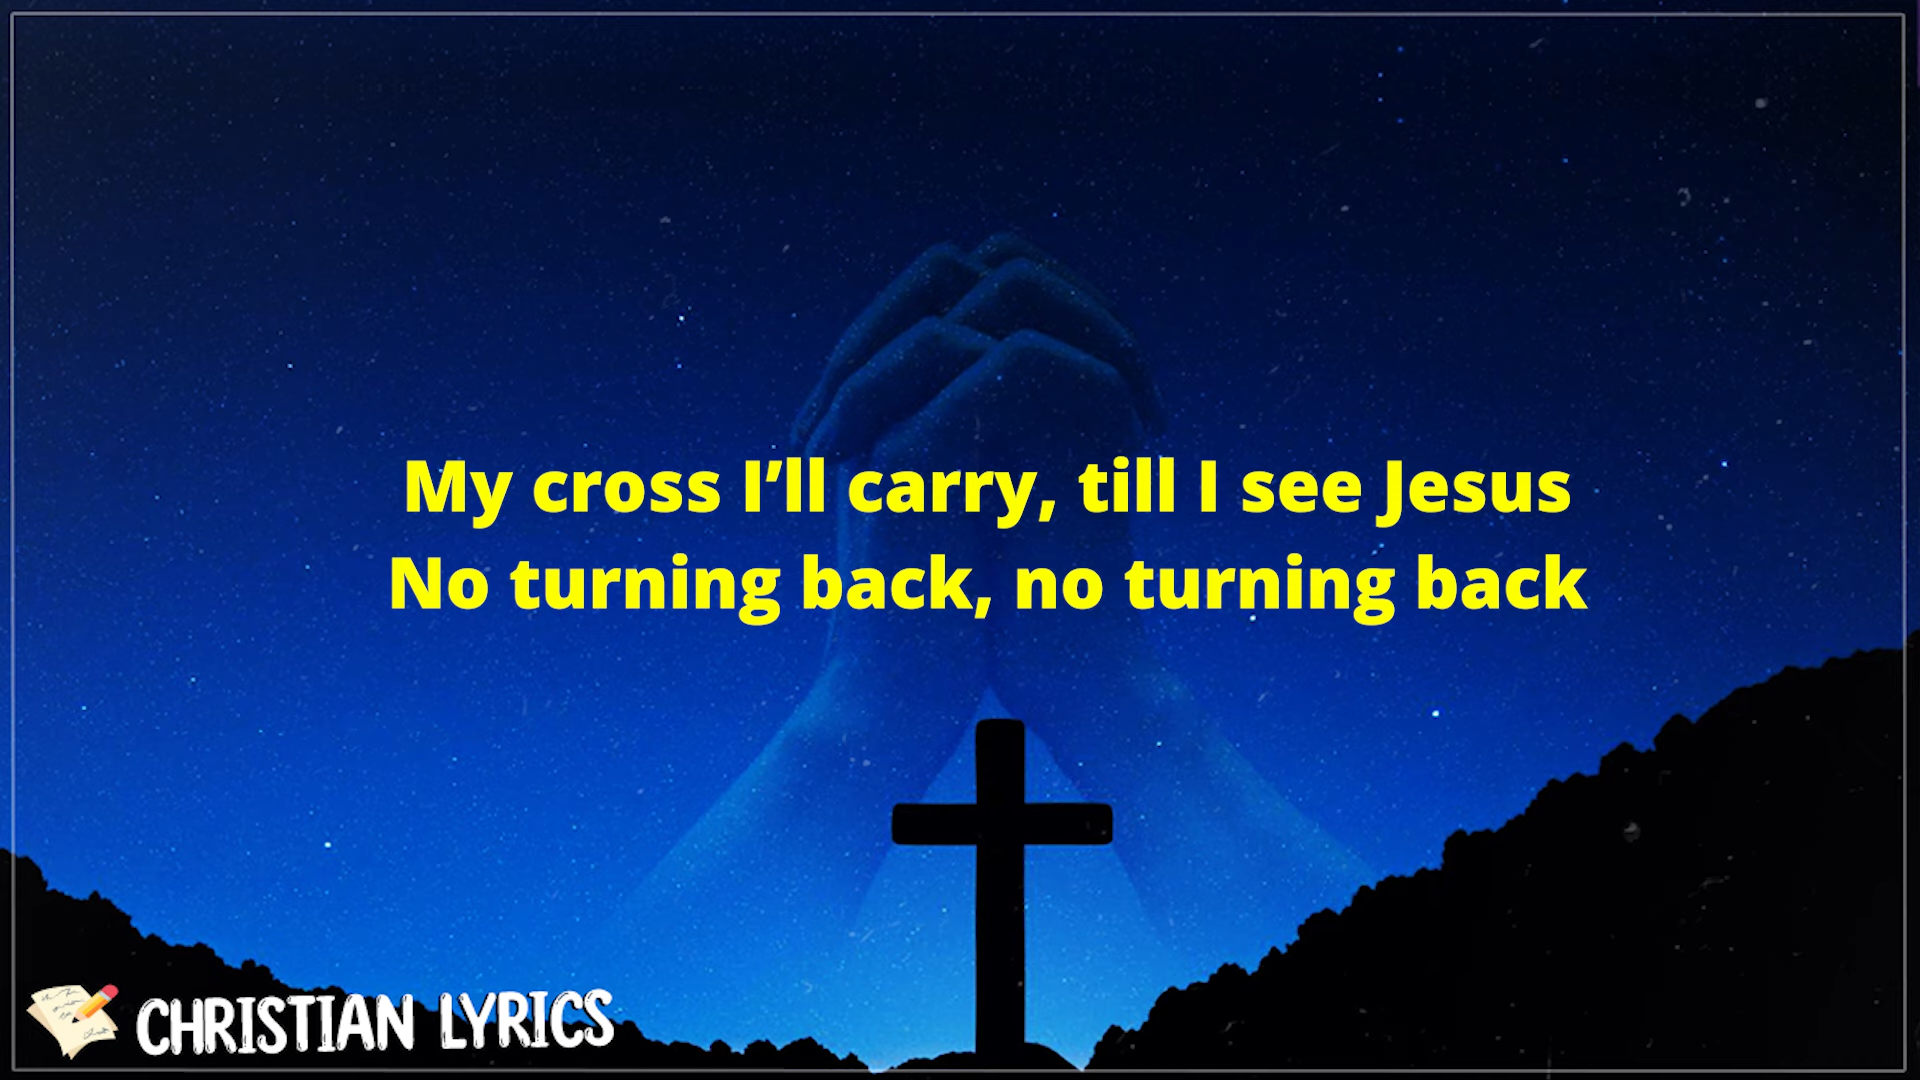 My cross I’ll carry, till I see Jesus
No turning back, no turning back
CHRISTIAN LYRICS